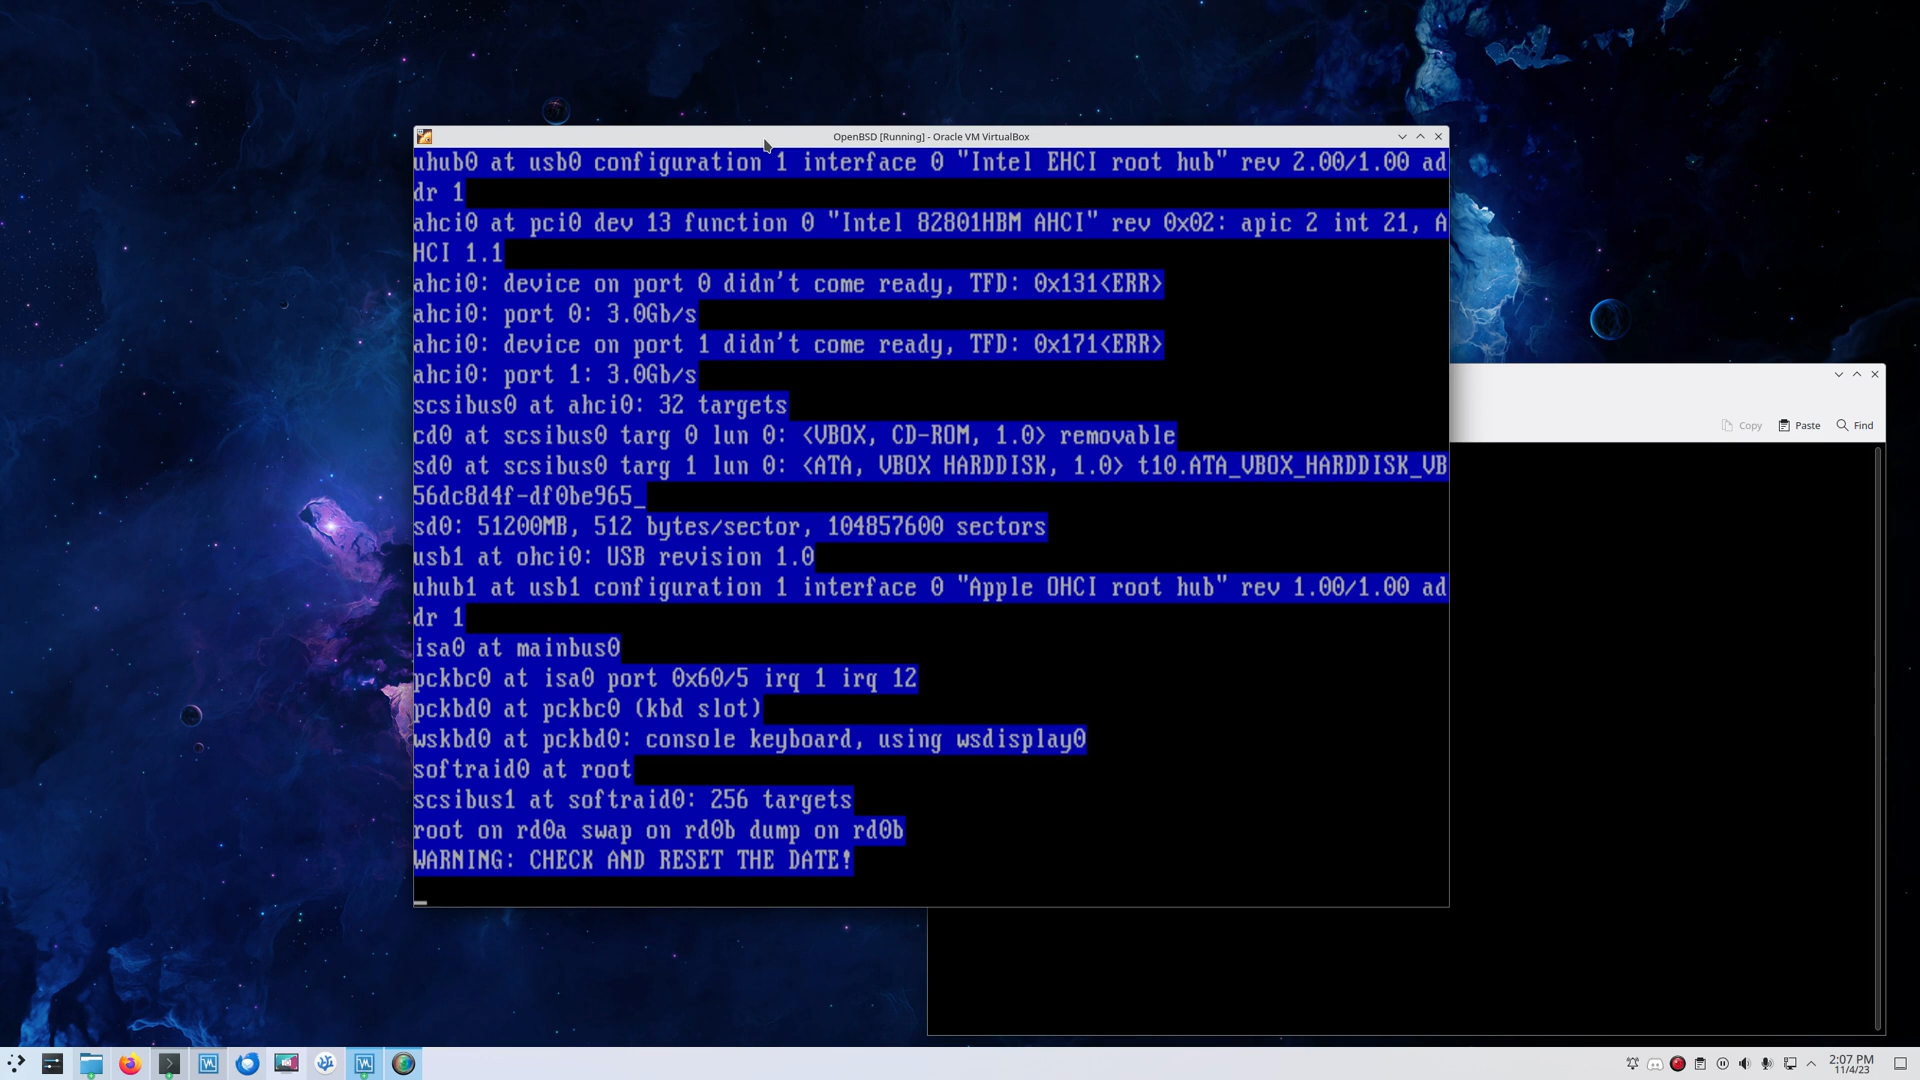 OpenBSD [Running] - Oracle VM VirtualBox
uhub0 at usb0 configuration 1 interface 0 "Intel EHCI root hub" rev 2.00/1.00 ad
dr 1
ahci0 at pci0 dev 13 function 0 "Intel 82801HBM AHCI" rev 0x02: apic 2 int 21, A
HCI 1.1
ahci0: device on port 0 didn't come ready, TFD: 0x131<ERR>
ahci0: port 0: 3.0Gb/s
ahci0: device on port 1 didn't come ready, TFD: 0x171<ERR>
ahci0: port 1: 3.0Gb/s
scsibus0 at ahci0: 32 targets
cd0 at scsibus0 targ 0 lun 0: <VBOX, CD-ROM, 1.0> removable
sd0 at scsibus0 targ 1 lun 0: <ATA, VBOX HARDDISK, 1.0> t10.ATA_VBOX_HARDDISK_VB
56dc8d4f-df0be965_
sd0: 51200MB, 512 bytes/sector, 104857600 sectors
usb1 at ohci0: USB revision 1.0
uhub1 at usb1 configuration 1 interface 0 "Apple OHCI root hub" rev 1.00/1.00 ad
dr 1
isa0 at mainbus0
pckbc0 at isa0 port 0x60/5 irq 1 irq 12
pckbd0 at pckbc0 (kbd slot)
wskbd0 at pckbd0: console keyboard, using wsdisplay0
softraid0 at root
scsibus1 at softraid0: 256 targets
root on rd0a swap on rd0b dump on rd0b
WARNING: CHECK AND RESET THE DATE!
Copy Paste Find
2:07 PM
11/4/23